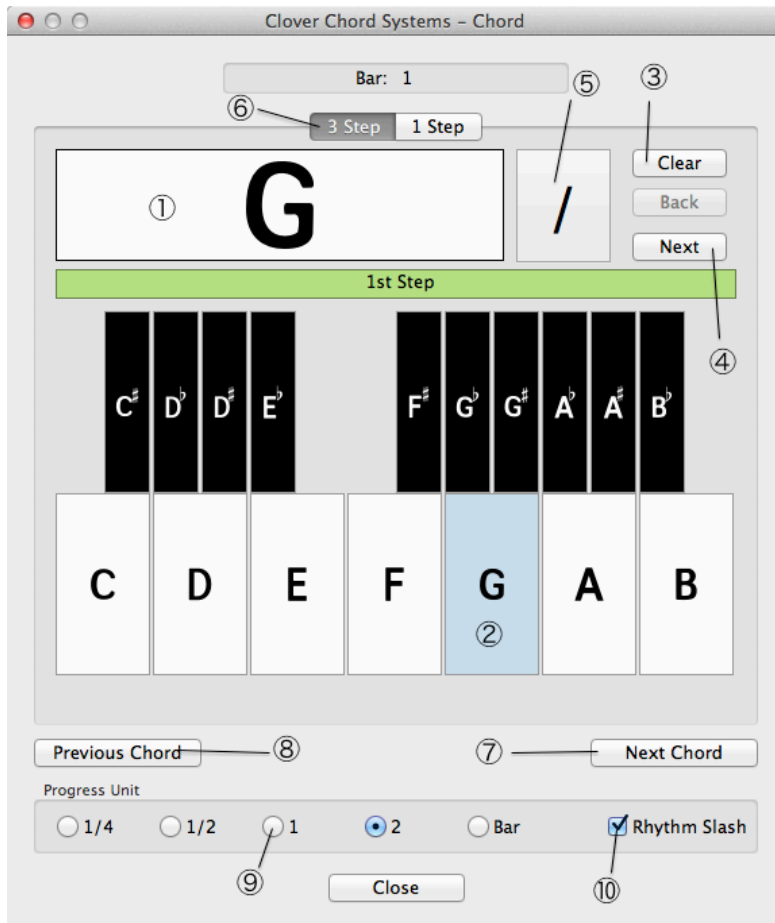 Clover Chord Systems – Chord
Bar: 1
⑤
③
⑥
3 Step 1 Step
① G / Clear
Back
Next
1st Step
④
C♯ D♭ D♯ E♭ F♯ G♭ G♯ A♭ A♯ B♭
C D E F G A B
②
Previous Chord ⑧ ⑦ Next Chord
Progress Unit
1/4 1/2 1 2 Bar Rhythm Slash
⑨ Close ⑩